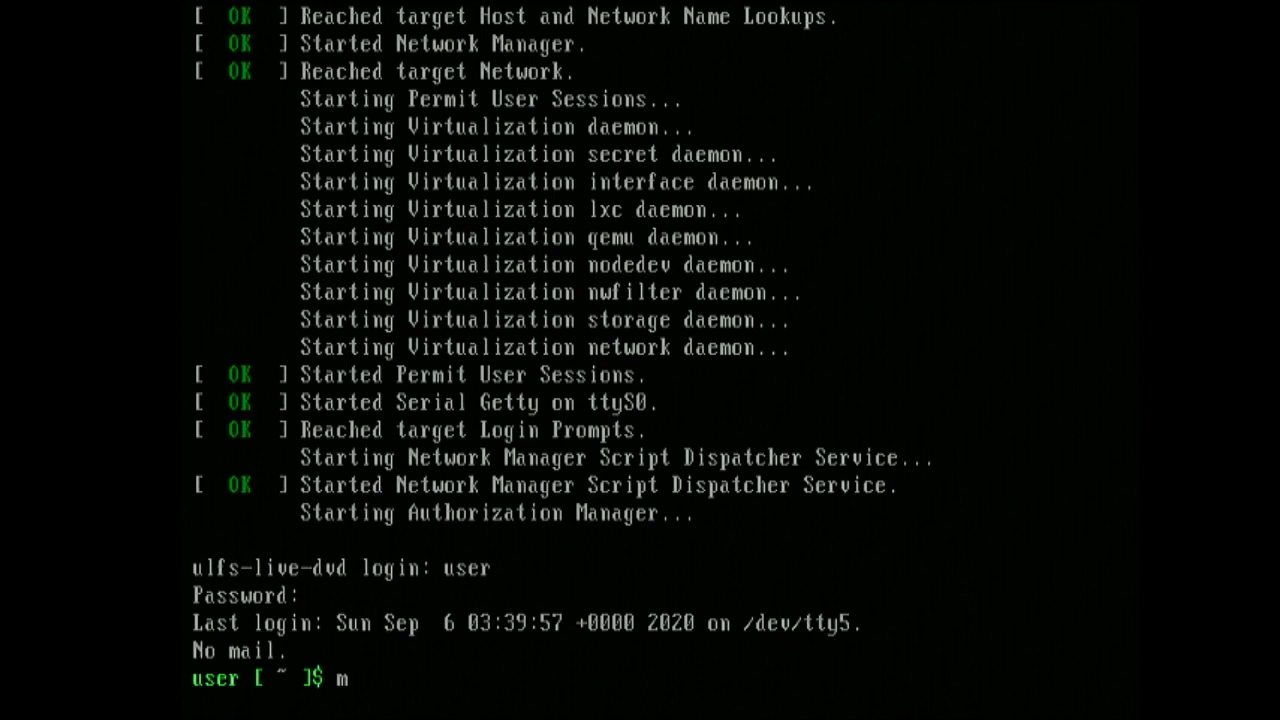 [  OK  ] Reached target Host and Network Name Lookups.
[  OK  ] Started Network Manager.
[  OK  ] Reached target Network.
Starting Permit User Sessions...
Starting Virtualization daemon...
Starting Virtualization secret daemon...
Starting Virtualization interface daemon...
Starting Virtualization lxc daemon...
Starting Virtualization qemu daemon...
Starting Virtualization nodedev daemon...
Starting Virtualization nwfilter daemon...
Starting Virtualization storage daemon...
Starting Virtualization network daemon...
[  OK  ] Started Permit User Sessions.
[  OK  ] Started Serial Getty on ttyS0.
[  OK  ] Reached target Login Prompts.
Starting Network Manager Script Dispatcher Service...
[  OK  ] Started Network Manager Script Dispatcher Service.
Starting Authorization Manager...
ulfs-live-dvd login: user
Password:
Last login: Sun Sep  6 03:39:57 +0000 2020 on /dev/tty5.
No mail.
user [ ~ ]$ m